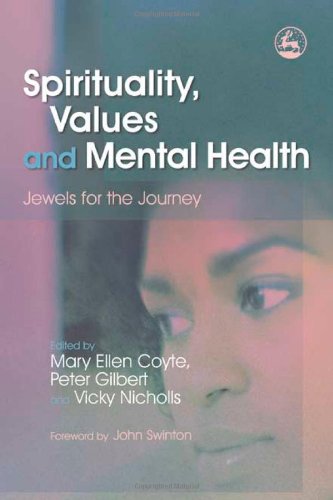 Spirituality,
Values
and Mental Health
Jewels for the Journey
Edited by
Mary Ellen Coyte,
Peter Gilbert
and Vicky Nicholls
Foreword by John Swinton